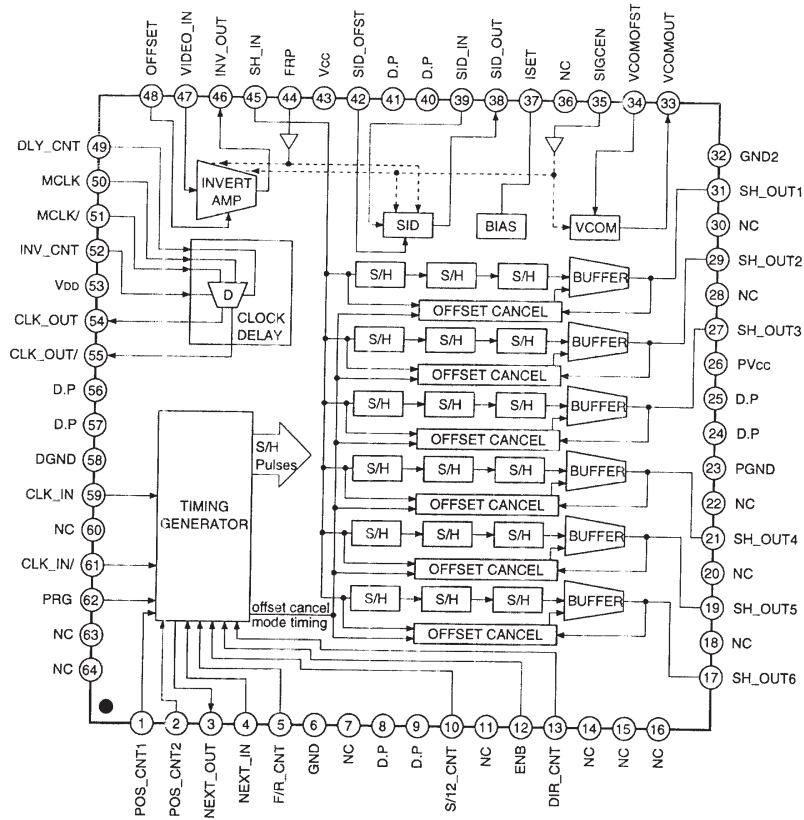 OFFSET
VIDEO_IN
INV_OUT
SH_IN
FRP
Vcc
SID_OFST
D.P
D.P
SID_IN
SID_OUT
ISET
NC
SIGCEN
VCOMOFST
VCOMOUT
48 47 46 45 44 43 42 41 40 39 38 37 36 35 34 33
DLY_CNT 49
MCLK 50
MCLK/ 51
INV_CNT 52
VDD 53
CLK_OUT 54
CLK_OUT/ 55
D.P 56
D.P 57
DGND 58
CLK_IN 59
NC 60
CLK_IN/ 61
PRG 62
NC 63
NC 64
INVERT
AMP
SID
BIAS
VCOM
D
CLOCK
DELAY
S/H S/H S/H BUFFER
OFFSET CANCEL
S/H S/H S/H BUFFER
OFFSET CANCEL
S/H S/H S/H BUFFER
OFFSET CANCEL
S/H S/H S/H BUFFER
OFFSET CANCEL
S/H S/H S/H BUFFER
OFFSET CANCEL
S/H S/H S/H BUFFER
OFFSET CANCEL
TIMING
GENERATOR
S/H
Pulses
offset cancel
mode timing
32 GND2
31 SH_OUT1
30 NC
29 SH_OUT2
28 NC
27 SH_OUT3
26 PVcc
25 D.P
24 D.P
23 PGND
22 NC
21 SH_OUT4
20 NC
19 SH_OUT5
18 NC
17 SH_OUT6
1 2 3 4 5 6 7 8 9 10 11 12 13 14 15 16
POS_CNT1
POS_CNT2
NEXT_OUT
NEXT_IN
F/R_CNT
GND
NC
D.P
D.P
S/12_CNT
NC
ENB
DIR_CNT
NC
NC
NC